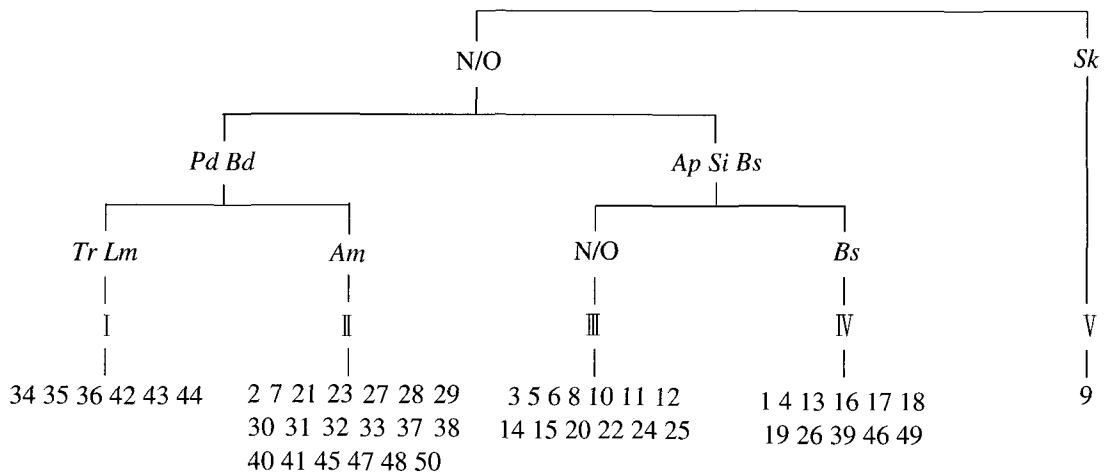 N/O Sk
Pd Bd Ap Si Bs
Tr Lm Am N/O Bs
Ⅰ Ⅱ Ⅲ Ⅳ Ⅴ
34 35 36 42 43 44 2 7 21 23 27 28 29 3 5 6 8 10 11 12 1 4 13 16 17 18 9
30 31 32 33 37 38 14 15 20 22 24 25 19 26 39 46 49
40 41 45 47 48 50